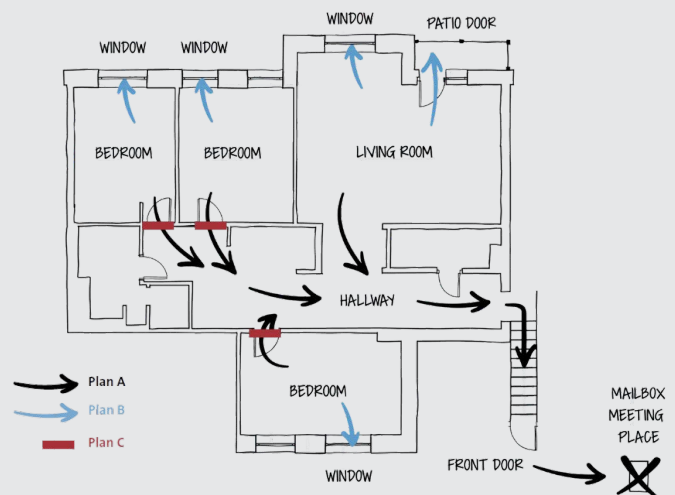 WINDOW
PATIO DOOR
WINDOW
WINDOW
BEDROOM
BEDROOM
LIVING ROOM
HALLWAY
BEDROOM
Plan A
Plan B
Plan C
MAILBOX
MEETING
PLACE
FRONT DOOR
WINDOW